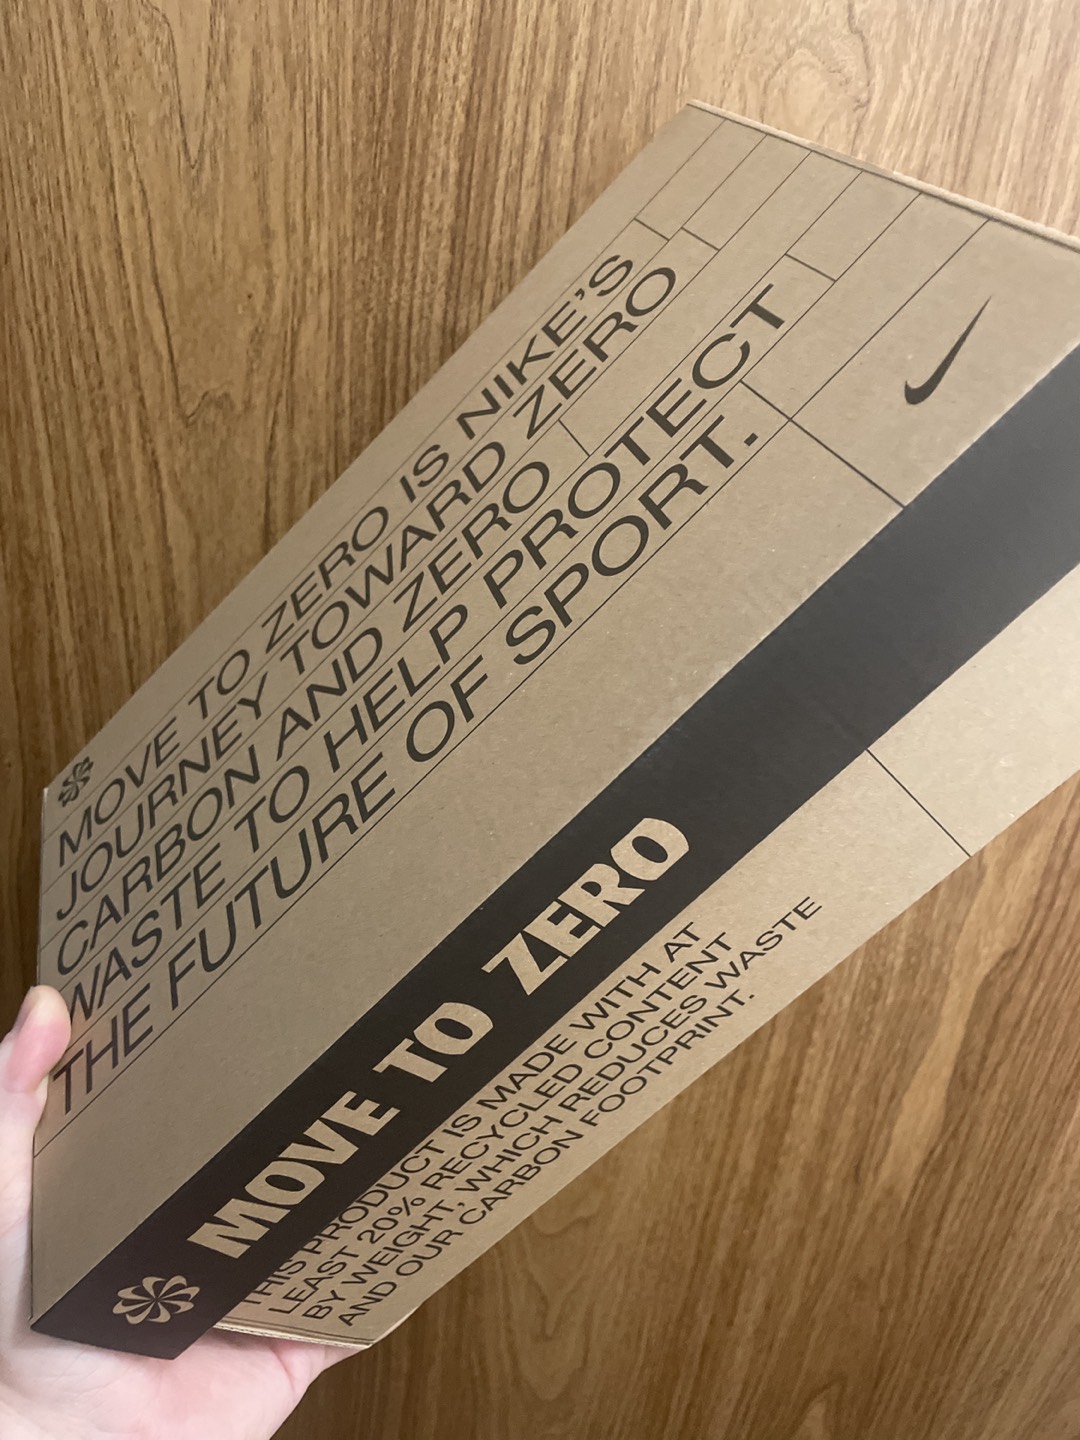 MOVE TO ZERO IS NIKE'S
JOURNEY TOWARD ZERO
CARBON AND ZERO
WASTE TO HELP PROTECT
THE FUTURE OF SPORT.
MOVE TO ZERO
THIS PRODUCT IS MADE WITH AT
LEAST 20% RECYCLED CONTENT
BY WEIGHT, WHICH REDUCES WASTE
AND OUR CARBON FOOTPRINT.